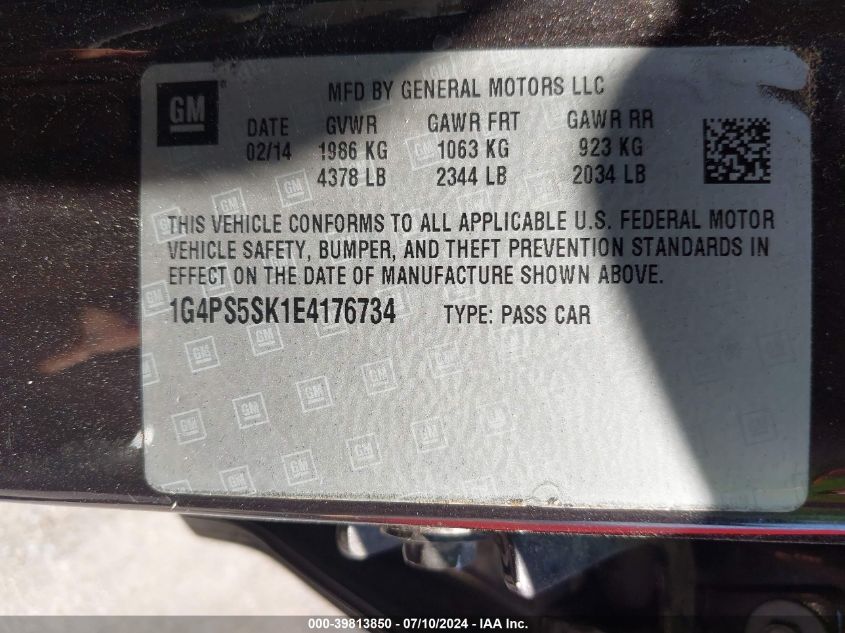 GM
MFD BY GENERAL MOTORS LLC
DATE GVWR GAWR FRT GAWR RR
02/14 1986 KG 1063 KG 923 KG
4378 LB 2344 LB 2034 LB
THIS VEHICLE CONFORMS TO ALL APPLICABLE U.S. FEDERAL MOTOR
VEHICLE SAFETY, BUMPER, AND THEFT PREVENTION STANDARDS IN
EFFECT ON THE DATE OF MANUFACTURE SHOWN ABOVE.
1G4PS5SK1E4176734 TYPE: PASS CAR
000-39813850 - 07/10/2024 - IAA Inc.